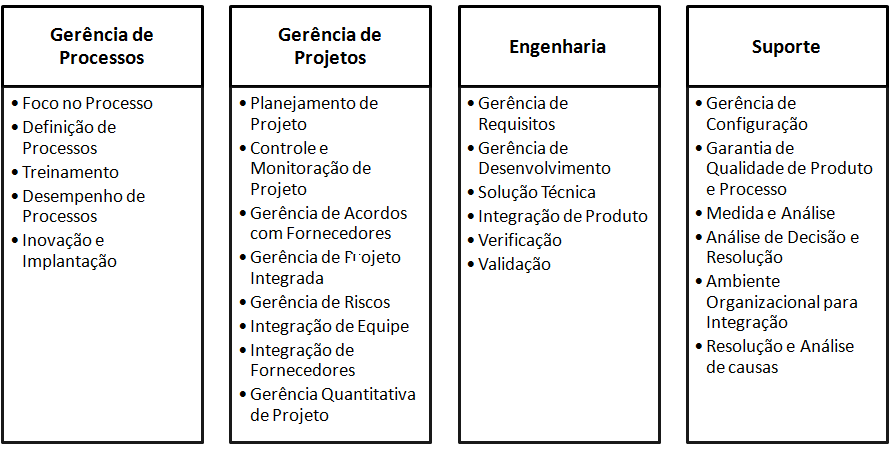 Gerência de
Processos
• Foco no Processo
• Definição de
Processos
• Treinamento
• Desempenho de
Processos
• Inovação e
Implantação
Gerência de
Projetos
• Planejamento de
Projeto
• Controle e
Monitoração de
Projeto
• Gerência de Acordos
com Fornecedores
• Gerência de Projeto
Integrada
• Gerência de Riscos
• Integração de Equipe
• Integração de
Fornecedores
• Gerência Quantitativa
de Projeto
Engenharia
• Gerência de
Requisitos
• Gerência de
Desenvolvimento
• Solução Técnica
• Integração de Produto
• Verificação
• Validação
Suporte
• Gerência de
Configuração
• Garantia de
Qualidade de Produto
e Processo
• Medida e Análise
• Análise de Decisão e
Resolução
• Ambiente
Organizacional para
Integração
• Resolução e Análise
de causas